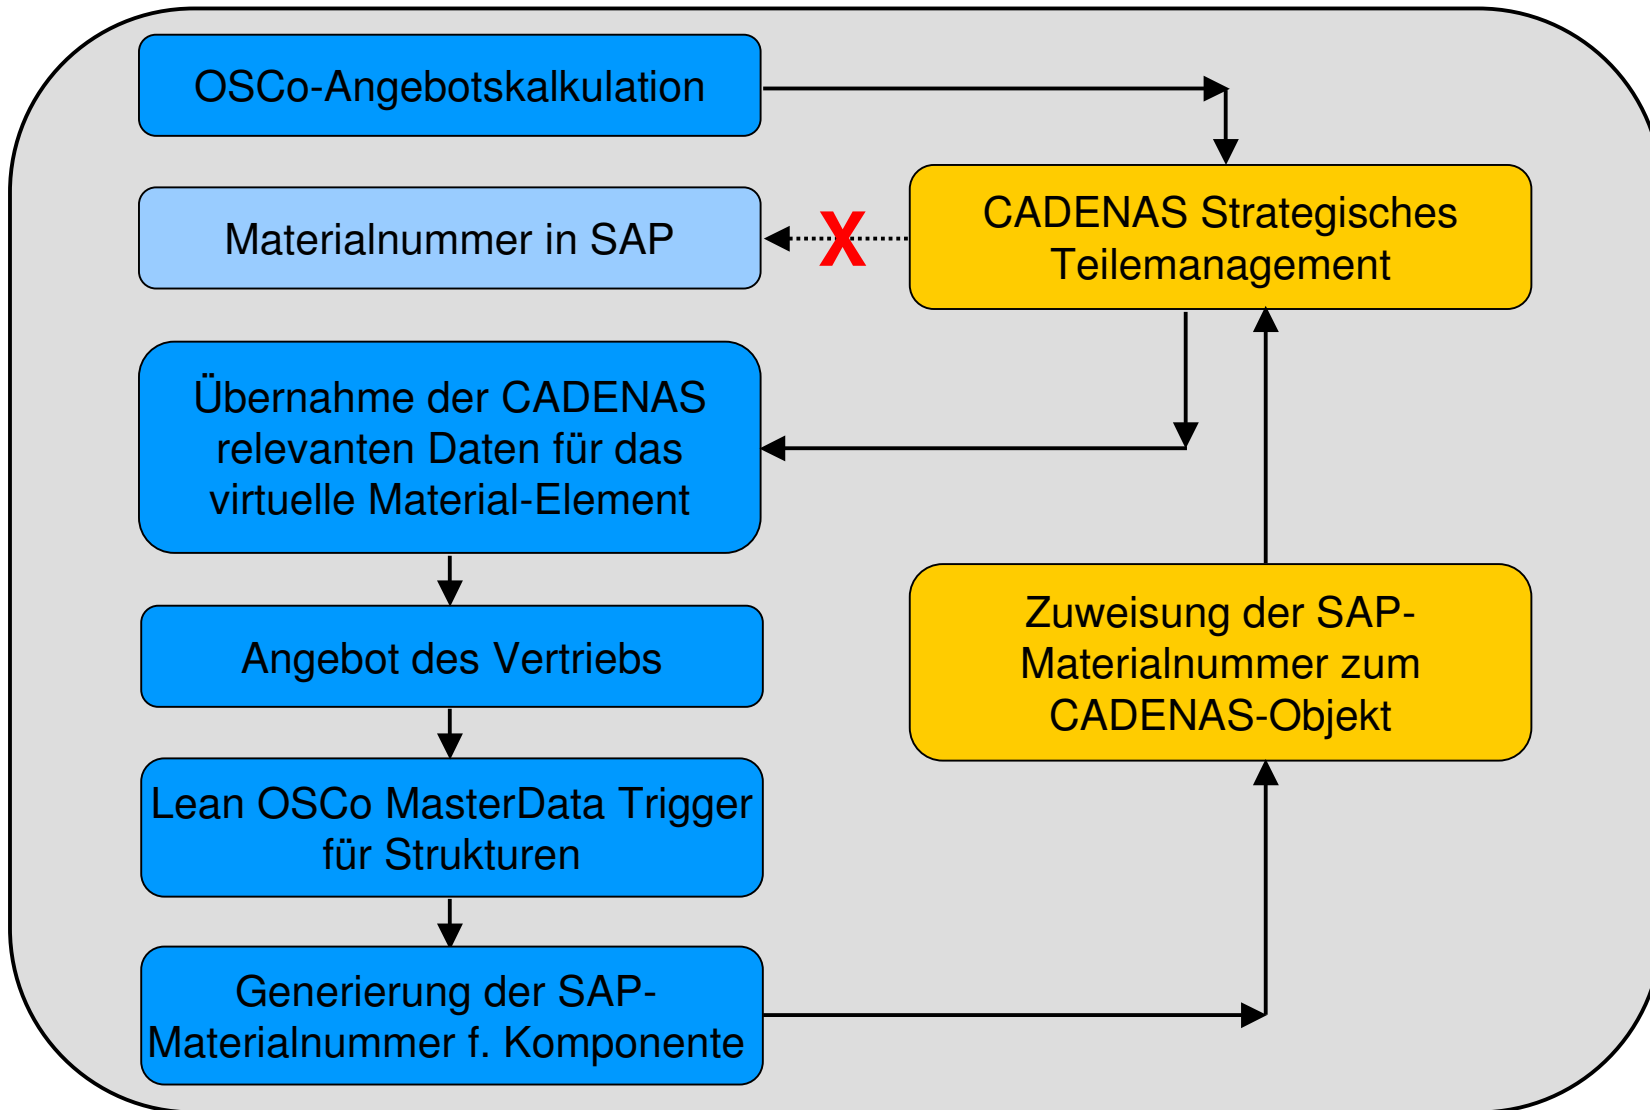 OSCo-Angebotskalkulation
CADENAS Strategisches
Teilemanagement
Materialnummer in SAP
X
Übernahme der CADENAS
relevanten Daten für das
virtuelle Material-Element
Angebot des Vertriebs
Zuweisung der SAP-
Materialnummer zum
CADENAS-Objekt
Lean OSCo MasterData Trigger
für Strukturen
Generierung der SAP-
Materialnummer f. Komponente